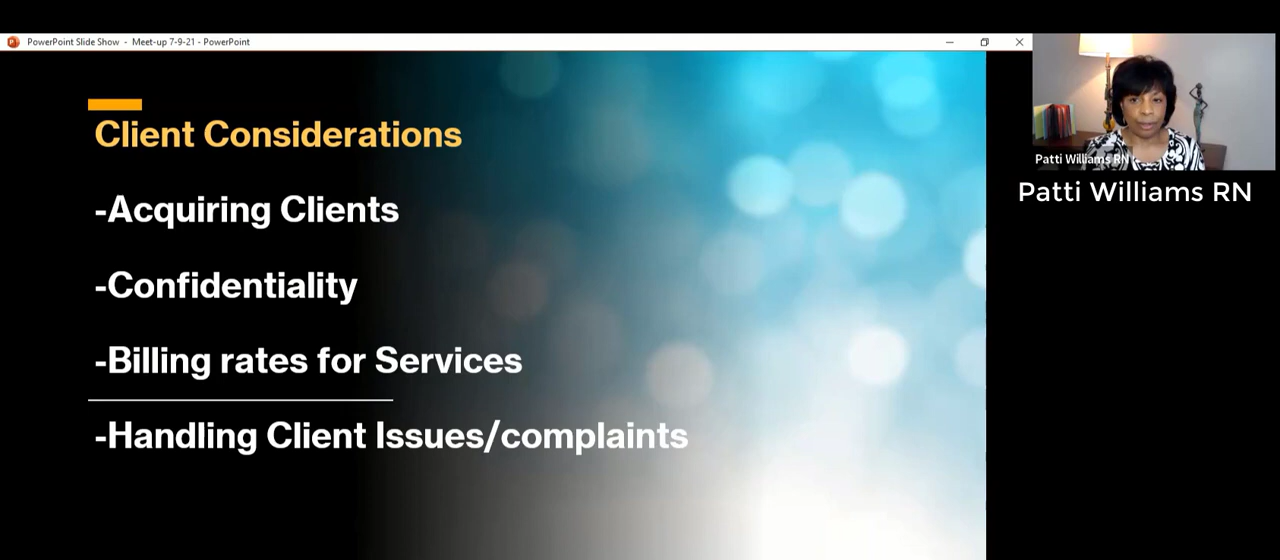 PowerPoint Slide Show - Meet-up 7-9-21 - PowerPoint
Client Considerations
-Acquiring Clients
-Confidentiality
-Billing rates for Services
-Handling Client Issues/complaints
Patti Williams RN
Patti Williams RN